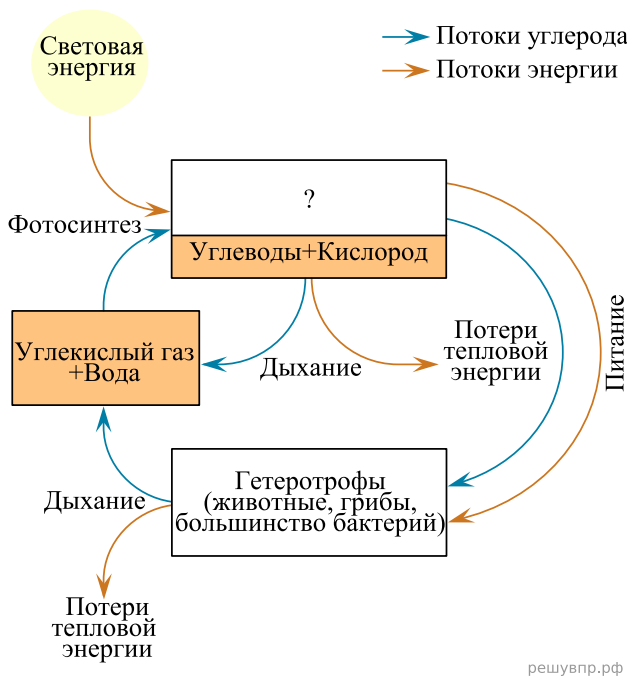 Световая
энергия
Потоки углерода
Потоки энергии
?
Фотосинтез
Углеводы+Кислород
Углекислый газ
+Вода
Дыхание
Потери
тепловой
энергии
Питание
Гетеротрофы
(животные, грибы,
большинство бактерий)
Дыхание
Потери
тепловой
энергии
решувпр.рф